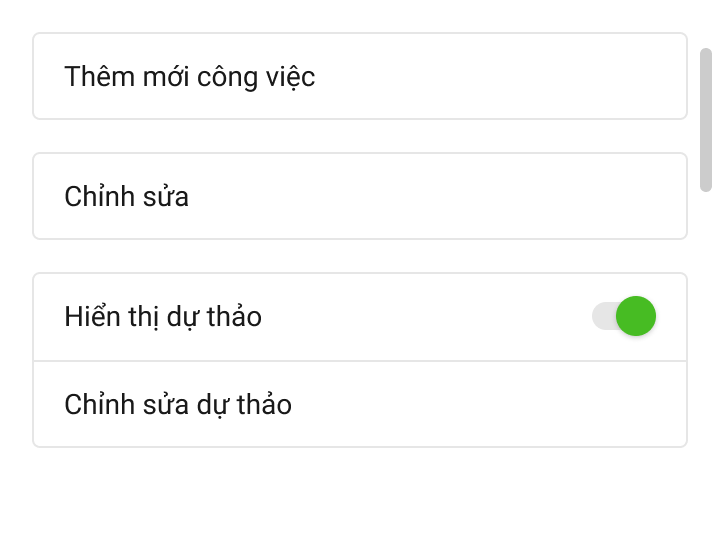 Thêm mới công việc
Chỉnh sửa
Hiển thị dự thảo
Chỉnh sửa dự thảo